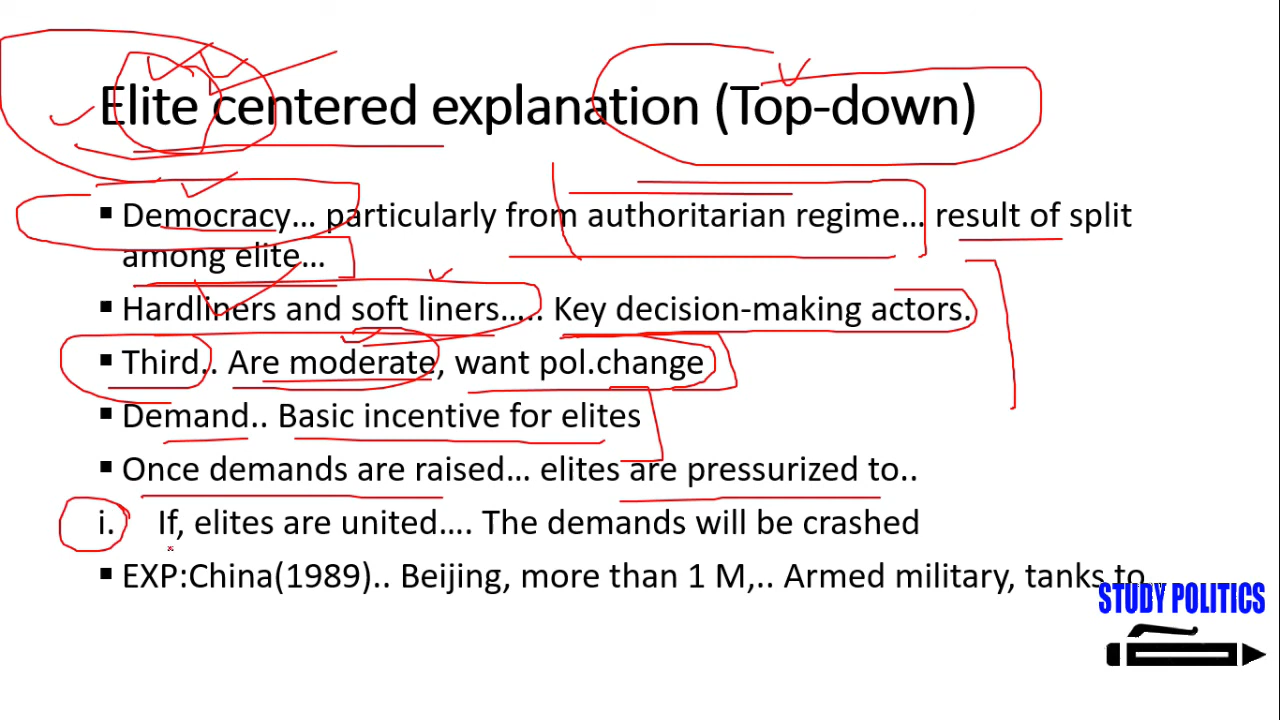 Elite centered explanation (Top-down)
▪ Democracy... particularly from authoritarian regime... result of split
among elite...
▪ Hardliners and soft liners..... Key decision-making actors.
▪ Third.. Are moderate, want pol.change
▪ Demand.. Basic incentive for elites
▪ Once demands are raised... elites are pressurized to..
i. If, elites are united.... The demands will be crashed
▪ EXP:China(1989).. Beijing, more than 1 M,.. Armed military, tanks to
STUDY POLITICS